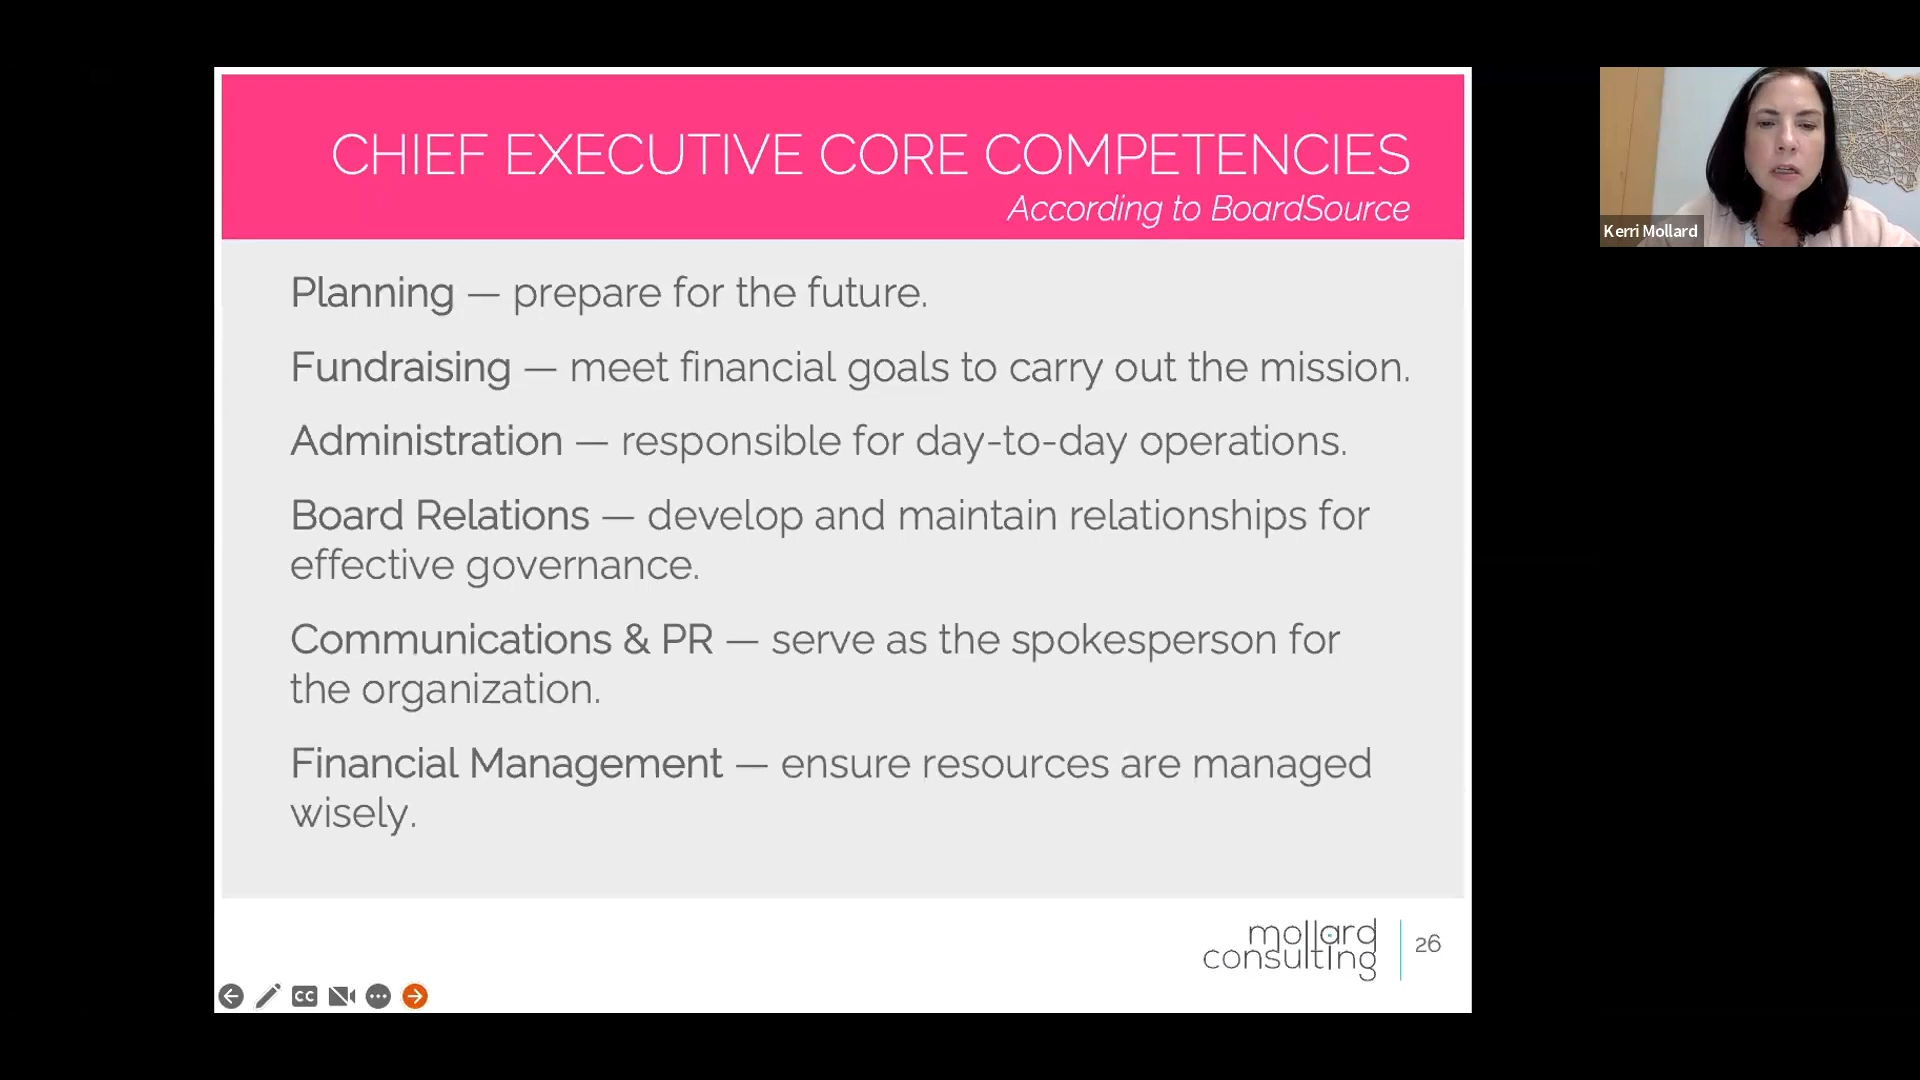 CHIEF EXECUTIVE CORE COMPETENCIES
According to BoardSource
Planning — prepare for the future.
Fundraising — meet financial goals to carry out the mission.
Administration — responsible for day-to-day operations.
Board Relations — develop and maintain relationships for
effective governance.
Communications & PR — serve as the spokesperson for
the organization.
Financial Management — ensure resources are managed
wisely.
mollard
consulting
26
CC
Kerri Mollard